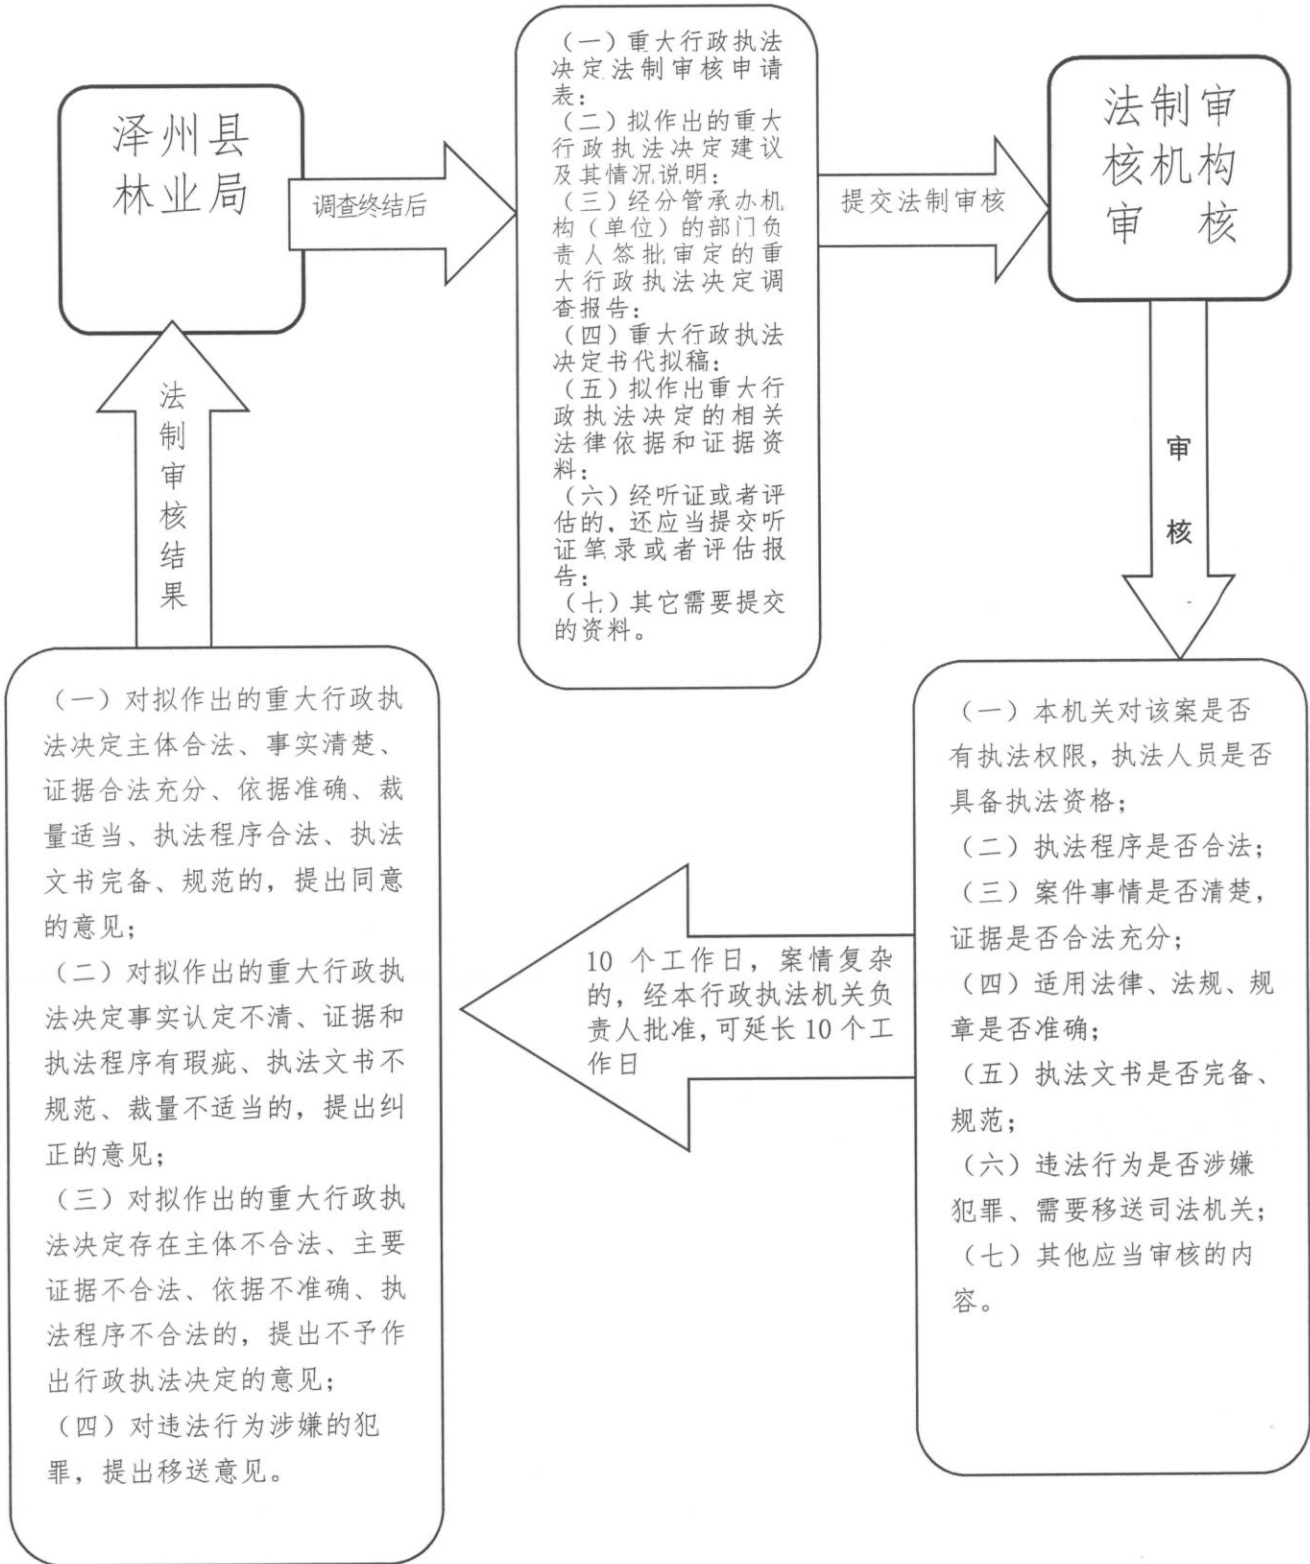 泽州县
林业局
调查终结后
（一）重大行政执法
决定法制审核申请
表：
（二）拟作出的重大
行政执法决定建议
及其情况说明：
（三）经分管承办机
构（单位）的部门负
责人签批审定的重
大行政执法决定调
查报告：
（四）重大行政执法
决定书代拟稿：
（五）拟作出重大行
政执法决定的相关
法律依据和证据资
料：
（六）经听证或者评
估的，还应当提交听
证笔录或者评估报
告：
（七）其它需要提交
的资料。
提交法制审核
法制审
核机构
审 核
审
核
（一）本机关对该案是否
有执法权限，执法人员是否
具备执法资格；
（二）执法程序是否合法；
（三）案件事情是否清楚，
证据是否合法充分；
（四）适用法律、法规、规
章是否准确；
（五）执法文书是否完备、
规范；
（六）违法行为是否涉嫌
犯罪、需要移送司法机关；
（七）其他应当审核的内
容。
10 个工作日，案情复杂
的，经本行政执法机关负
责人批准，可延长 10 个工
作日
（一）对拟作出的重大行政执
法决定主体合法、事实清楚、
证据合法充分、依据准确、裁
量适当、执法程序合法、执法
文书完备、规范的，提出同意
的意见；
（二）对拟作出的重大行政执
法决定事实认定不清、证据和
执法程序有瑕疵、执法文书不
规范、裁量不适当的，提出纠
正的意见；
（三）对拟作出的重大行政执
法决定存在主体不合法、主要
证据不合法、依据不准确、执
法程序不合法的，提出不予作
出行政执法决定的意见；
（四）对违法行为涉嫌的犯
罪，提出移送意见。
法
制
审
核
结
果